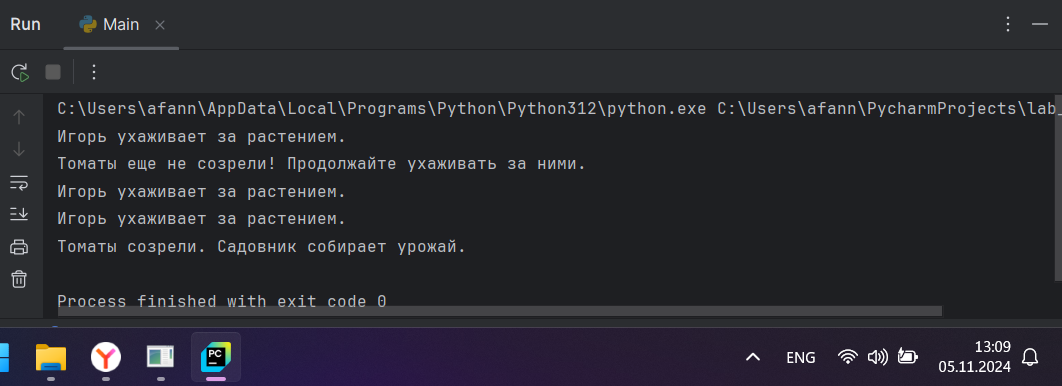 Run Main
C:\Users\afann\AppData\Local\Programs\Python\Python312\python.exe C:\Users\afann\PycharmProjects\lab_
Игорь ухаживает за растением.
Томаты еще не созрели! Продолжайте ухаживать за ними.
Игорь ухаживает за растением.
Игорь ухаживает за растением.
Томаты созрели. Садовник собирает урожай.
Process finished with exit code 0
PC
ENG
13:09
05.11.2024